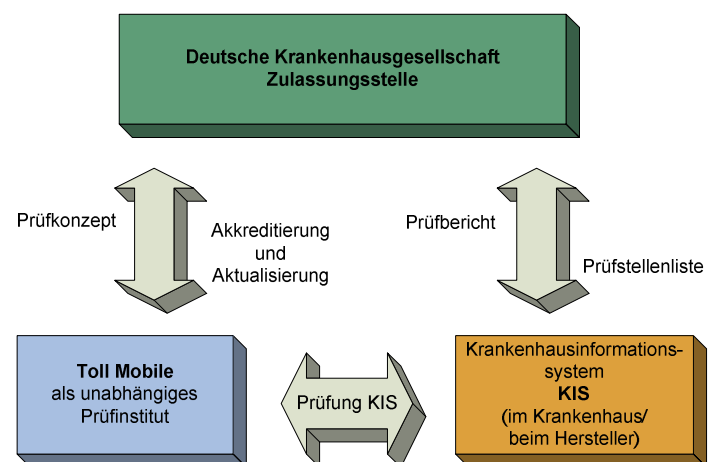 Deutsche Krankenhausgesellschaft
Zulassungsstelle
Prüfkonzept
Akkreditierung
und
Aktualisierung
Prüfbericht
Prüfstellenliste
Toll Mobile
als unabhängiges
Prüfinstitut
Prüfung KIS
Krankenhausinformations-
system
KIS
(im Krankenhaus/
beim Hersteller)